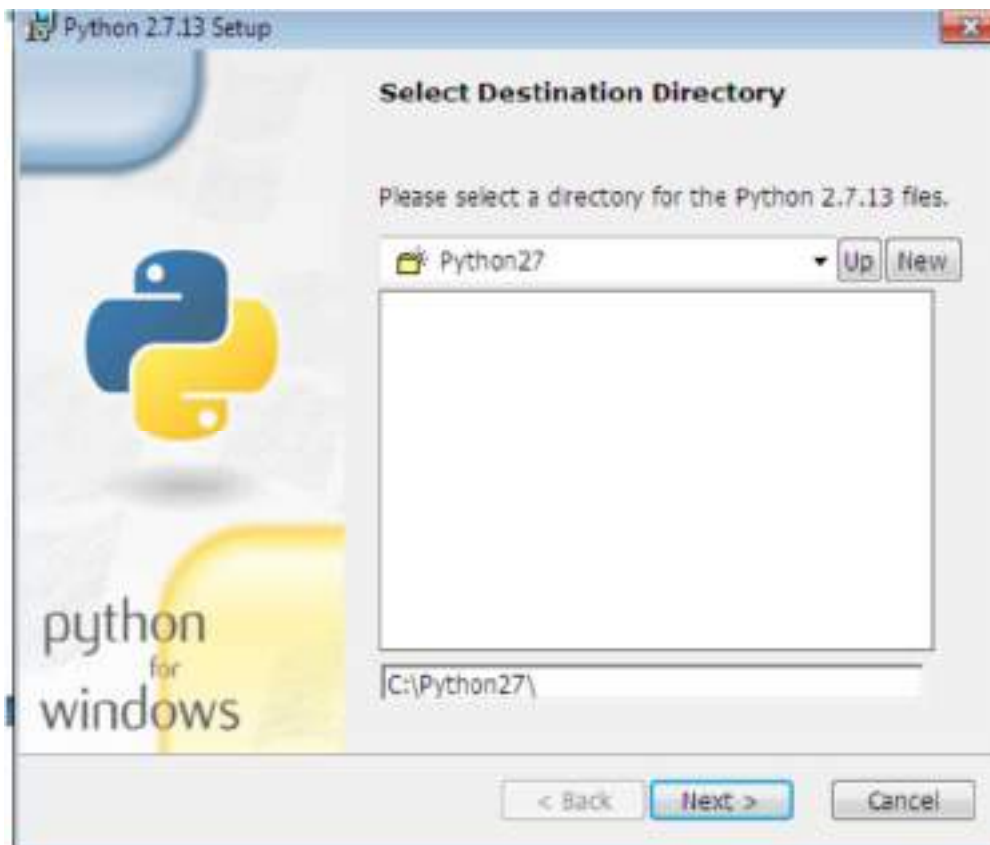 Python 2.7.13 Setup
Select Destination Directory
Please select a directory for the Python 2.7.13 files.
Python27
Up
New
C:\Python27\
python
for
windows
< Back
Next >
Cancel